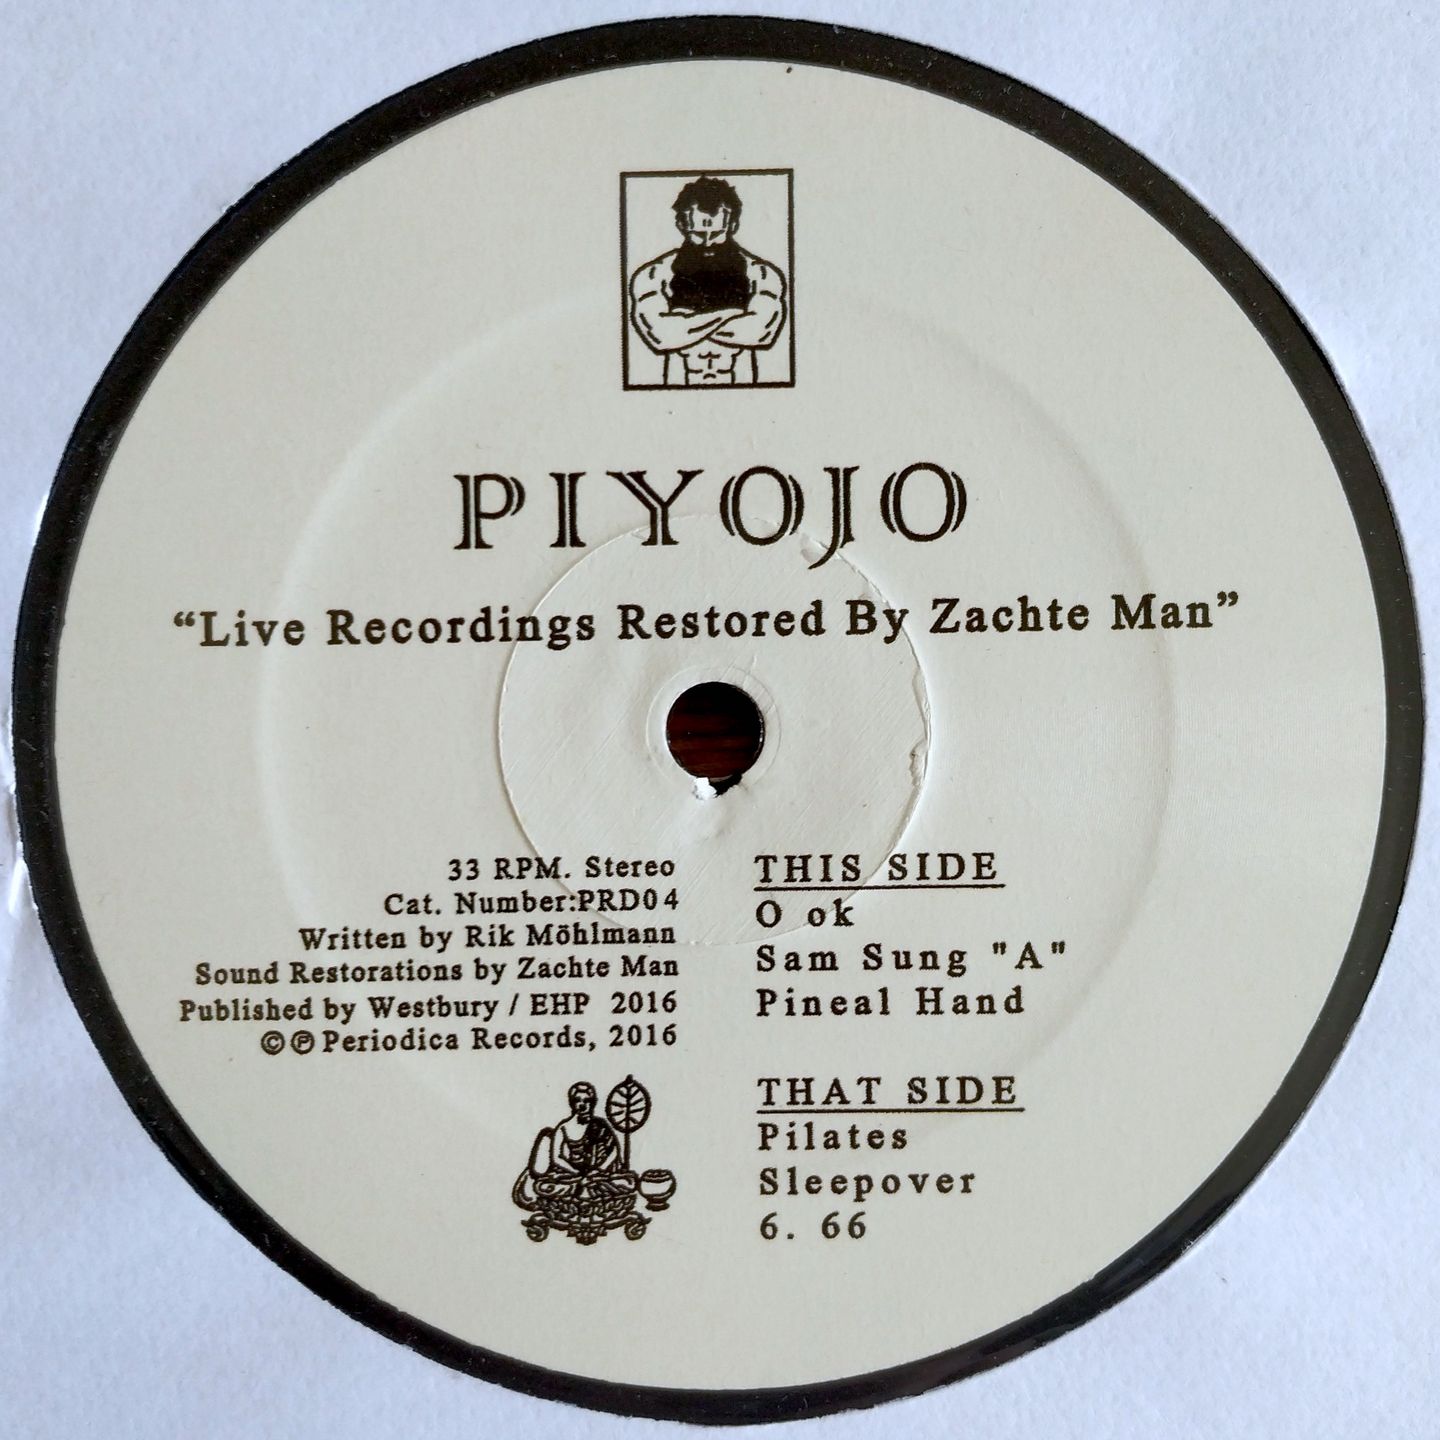 PIYOJO
“Live Recordings Restored By Zachte Man”
33 RPM. Stereo
Cat. Number:PRD04
Written by Rik Möhlmann
Sound Restorations by Zachte Man
Published by Westbury / EHP 2016
©℗ Periodica Records, 2016
THIS SIDE
O ok
Sam Sung "A"
Pineal Hand
THAT SIDE
Pilates
Sleepover
6. 66